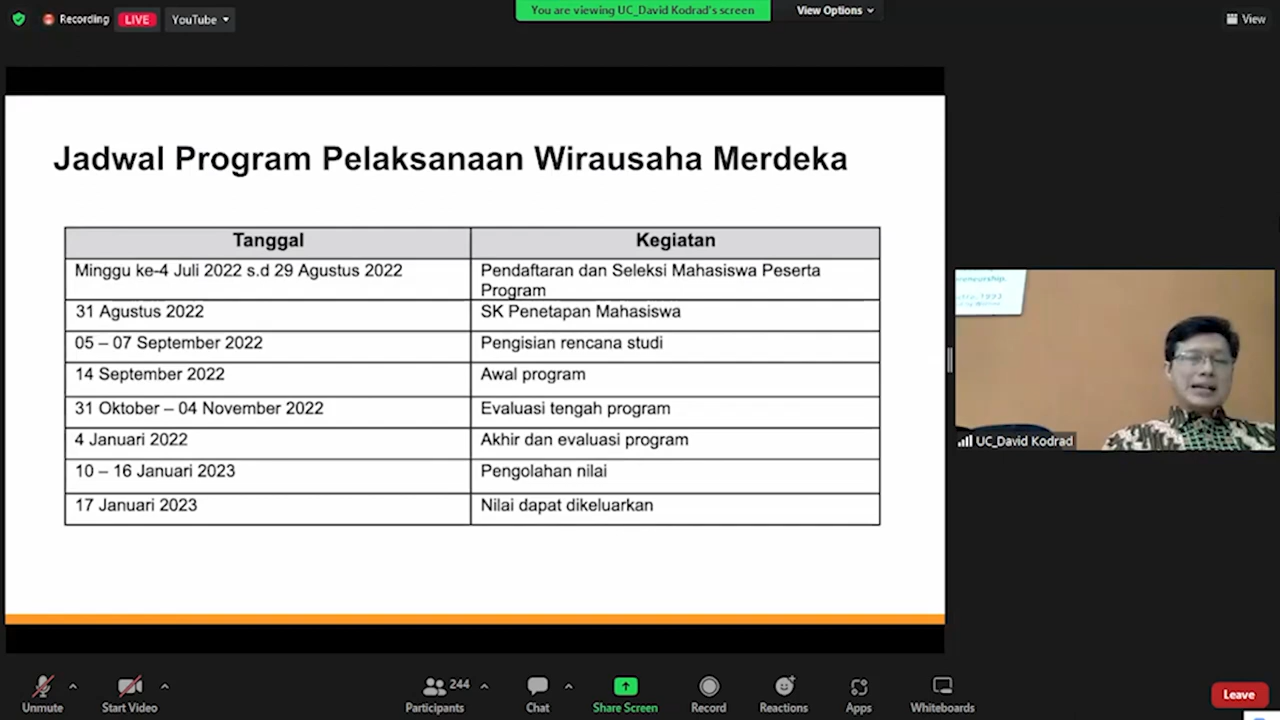 Recording
LIVE
YouTube
You are viewing UC_David Kodrad's screen
View Options
View
Jadwal Program Pelaksanaan Wirausaha Merdeka
Tanggal Kegiatan
Minggu ke-4 Juli 2022 s.d 29 Agustus 2022 Pendaftaran dan Seleksi Mahasiswa Peserta
Program
31 Agustus 2022 SK Penetapan Mahasiswa
05 – 07 September 2022 Pengisian rencana studi
14 September 2022 Awal program
31 Oktober – 04 November 2022 Evaluasi tengah program
4 Januari 2022 Akhir dan evaluasi program
10 – 16 Januari 2023 Pengolahan nilai
17 Januari 2023 Nilai dapat dikeluarkan
UC_David Kodrad
Unmute
Start Video
244
Participants
Chat
Share Screen
Record
Reactions
Apps
Whiteboards
Leave